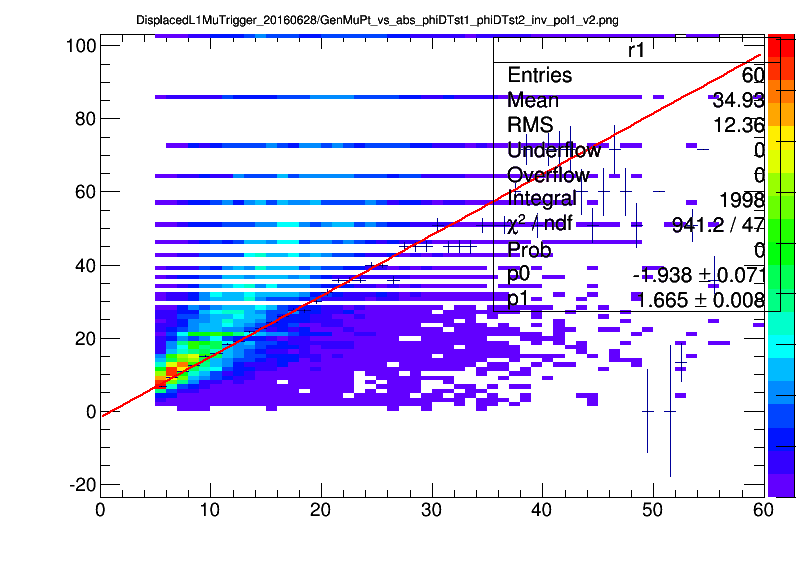 DisplacedL1MuTrigger_20160628/GenMuPt_vs_abs_phiDTst1_phiDTst2_inv_pol1_v2.png
r1
Entries 60
Mean 34.93
RMS 12.36
Underflow 0
Overflow 0
Integral 1998
χ² / ndf 941.2 / 47
Prob 0
p0 -1.938 ± 0.071
p1 1.665 ± 0.008
100
80
60
40
20
0
-20
0 10 20 30 40 50 60